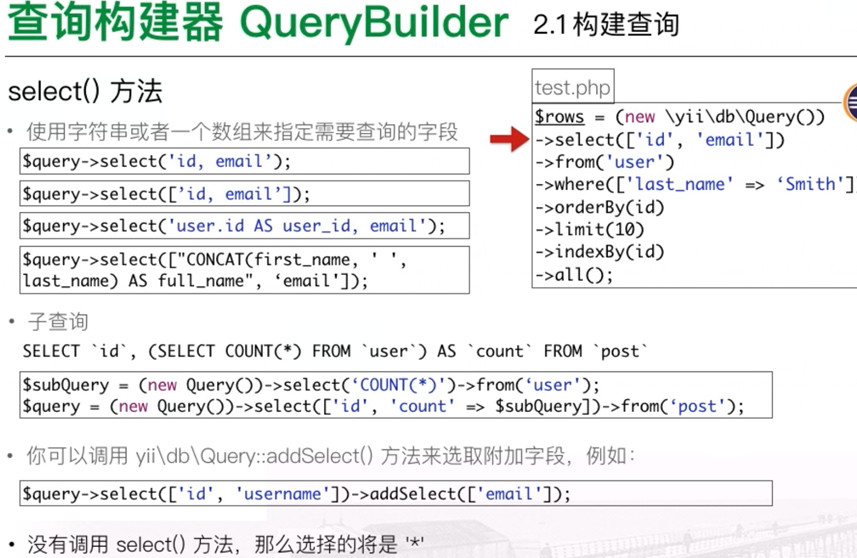 查询构建器 QueryBuilder 2.1构建查询
select() 方法
• 使用字符串或者一个数组来指定需要查询的字段
$query->select('id, email’);
$query->select([’id, email’]);
$query->select('user.id AS user_id, email');
$query->select(["CONCAT(first_name, ' ',
last_name) AS full_name", ‘email']);
test.php
$rows = (new \yii\db\Query())
->select(['id', 'email'])
->from('user')
->where(['last_name' => ‘Smith']
->orderBy(id)
->limit(10)
->indexBy(id)
->all();
• 子查询
SELECT `id`, (SELECT COUNT(*) FROM `user`) AS `count` FROM `post`
$subQuery = (new Query())->select(‘COUNT(*)')->from(‘user');
$query = (new Query())->select(['id', 'count' => $subQuery])->from(‘post');
• 你可以调用 yii\db\Query::addSelect() 方法来选取附加字段，例如：
$query->select(['id', 'username'])->addSelect(['email']);
• 没有调用 select() 方法，那么选择的将是 '*'